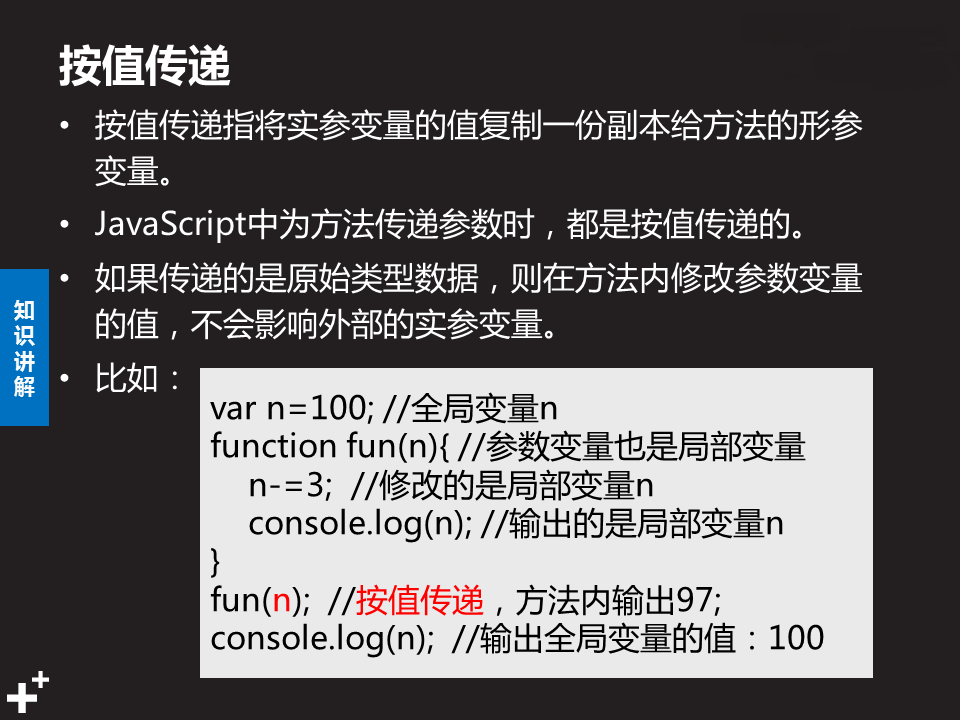 按值传递
• 按值传递指将实参变量的值复制一份副本给方法的形参
变量。
• JavaScript中为方法传递参数时，都是按值传递的。
• 如果传递的是原始类型数据，则在方法内修改参数变量
的值，不会影响外部的实参变量。
• 比如：
知
识
讲
解
var n=100; //全局变量n
function fun(n){ //参数变量也是局部变量
n-=3; //修改的是局部变量n
console.log(n); //输出的是局部变量n
}
fun(n); //按值传递，方法内输出97;
console.log(n); //输出全局变量的值：100